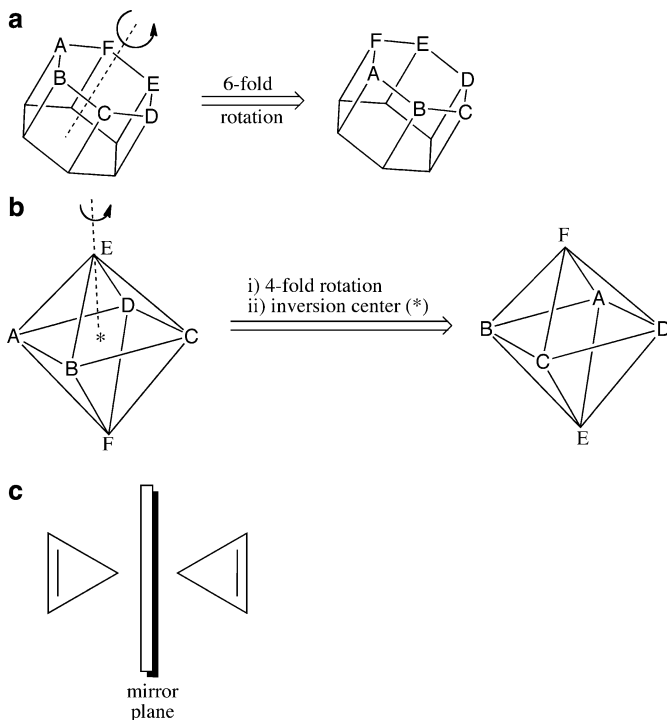 a
A F
B
E
C D
6-fold
rotation
F E
A
D
B C
b
E
D
A * C
B
F
i) 4-fold rotation
ii) inversion center (*)
F
A
B D
C
E
c
mirror
plane